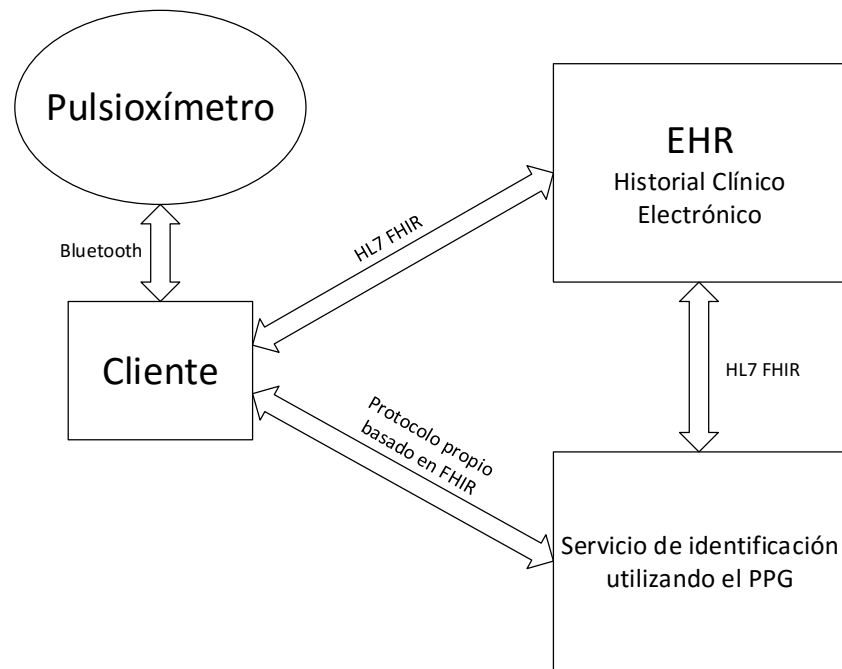 Pulsioxímetro
EHR
Historial Clínico
Electrónico
Bluetooth
HL7 FHIR
Cliente
HL7 FHIR
Protocolo propio
basado en FHIR
Servicio de identificación
utilizando el PPG